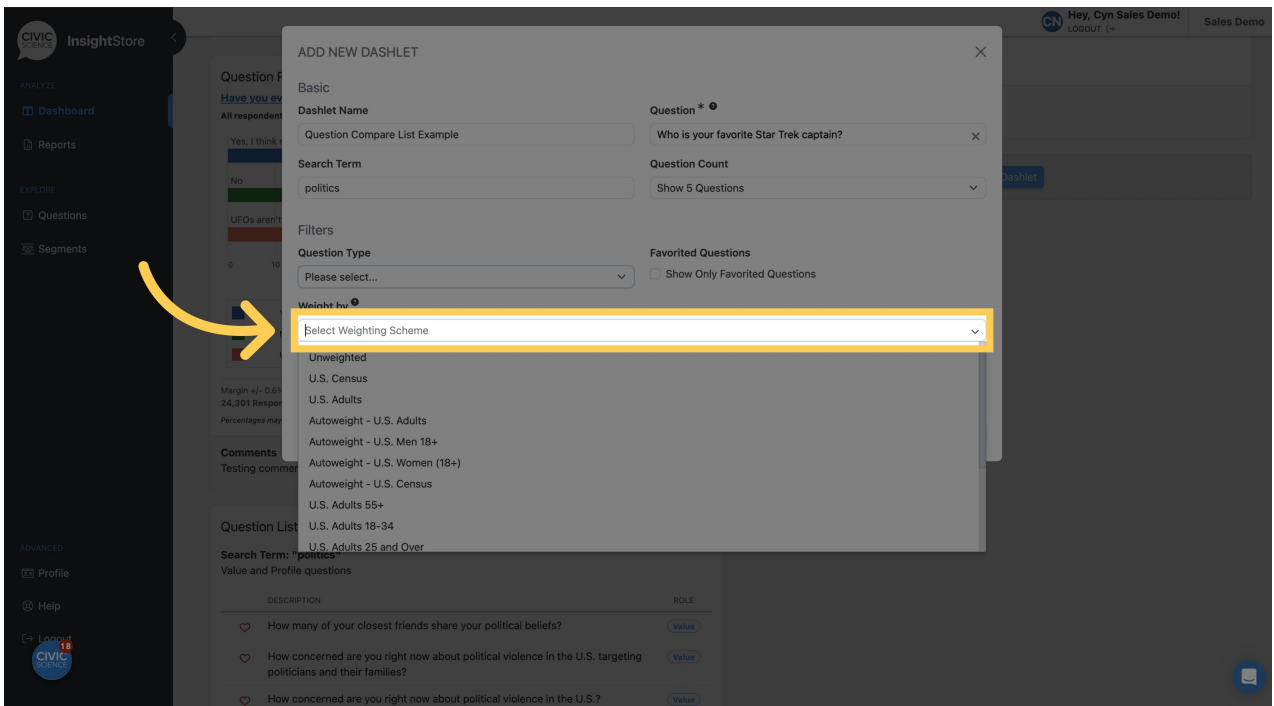 CIVIC
SCIENCE
InsightStore
CN
Hey, Cyn Sales Demo!
LOGOUT
Sales Demo
ANALYZE
Dashboard
Reports
EXPLORE
Questions
Segments
ADVANCED
Profile
Help
Logout
18
CIVIC
SCIENCE
Question
Have you ev
All respondent
Yes, I think
No
UFOs aren't
0 10
Margin +/- 0.6%
24,301 Respon
Percentages may
Comments
Testing commen
ADD NEW DASHLET
Basic
Dashlet Name
Question *
Question Compare List Example
Who is your favorite Star Trek captain?
Search Term
Question Count
politics
Show 5 Questions
Filters
Question Type
Favorited Questions
Please select...
Show Only Favorited Questions
Weight by
Select Weighting Scheme
Unweighted
U.S. Census
U.S. Adults
Autoweight - U.S. Adults
Autoweight - U.S. Men 18+
Autoweight - U.S. Women (18+)
Autoweight - U.S. Census
U.S. Adults 55+
U.S. Adults 18-34
U.S. Adults 25 and Over
Dashlet
Question List
Search Term: "politics"
Value and Profile questions
DESCRIPTION
ROLE
How many of your closest friends share your political beliefs?
Value
How concerned are you right now about political violence in the U.S. targeting
politicians and their families?
Value
How concerned are you right now about political violence in the U.S.?
Value